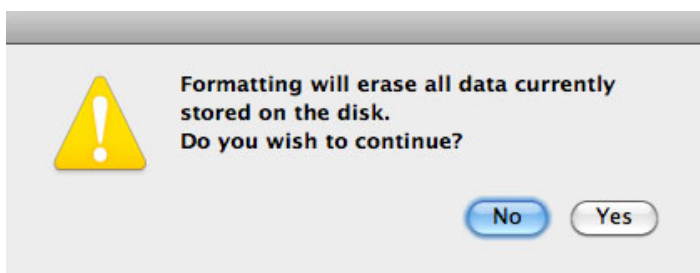 Formatting will erase all data currently
stored on the disk.
Do you wish to continue?
No Yes